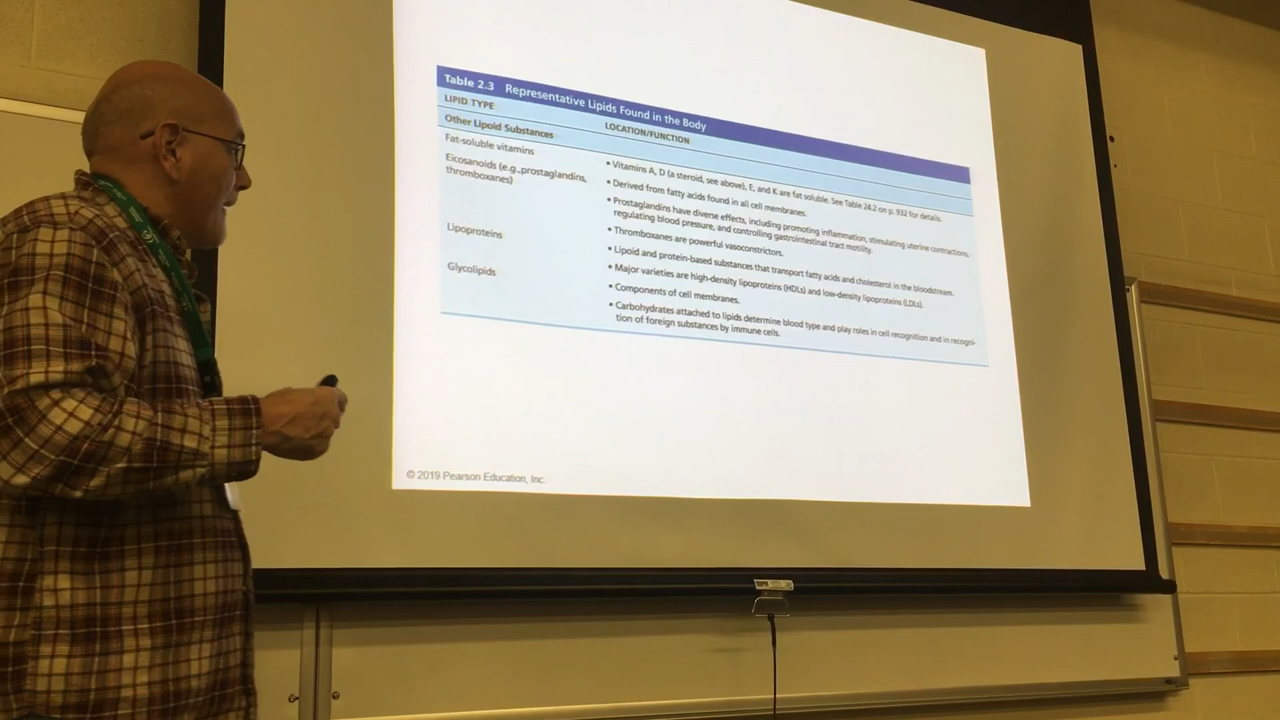 Table 2.3 Representative Lipids Found in the Body
LIPID TYPE
LOCATION/FUNCTION
Other Lipoid Substances
Fat-soluble vitamins
• Vitamins A, D (a steroid, see above), E, and K are fat soluble. See Table 24.2 on p. 932 for details.
Eicosanoids (e.g.,prostaglandins,
thromboxanes)
• Derived from fatty acids found in all cell membranes.
• Prostaglandins have diverse effects, including promoting inflammation, stimulating uterine contractions,
regulating blood pressure, and controlling gastrointestinal tract motility.
• Thromboxanes are powerful vasoconstrictors.
Lipoproteins
• Lipoid and protein-based substances that transport fatty acids and cholesterol in the bloodstream.
• Major varieties are high-density lipoproteins (HDLs) and low-density lipoproteins (LDLs).
Glycolipids
• Components of cell membranes.
• Carbohydrates attached to lipids determine blood type and play roles in cell recognition and in recogni-
tion of foreign substances by immune cells.
© 2019 Pearson Education, Inc.